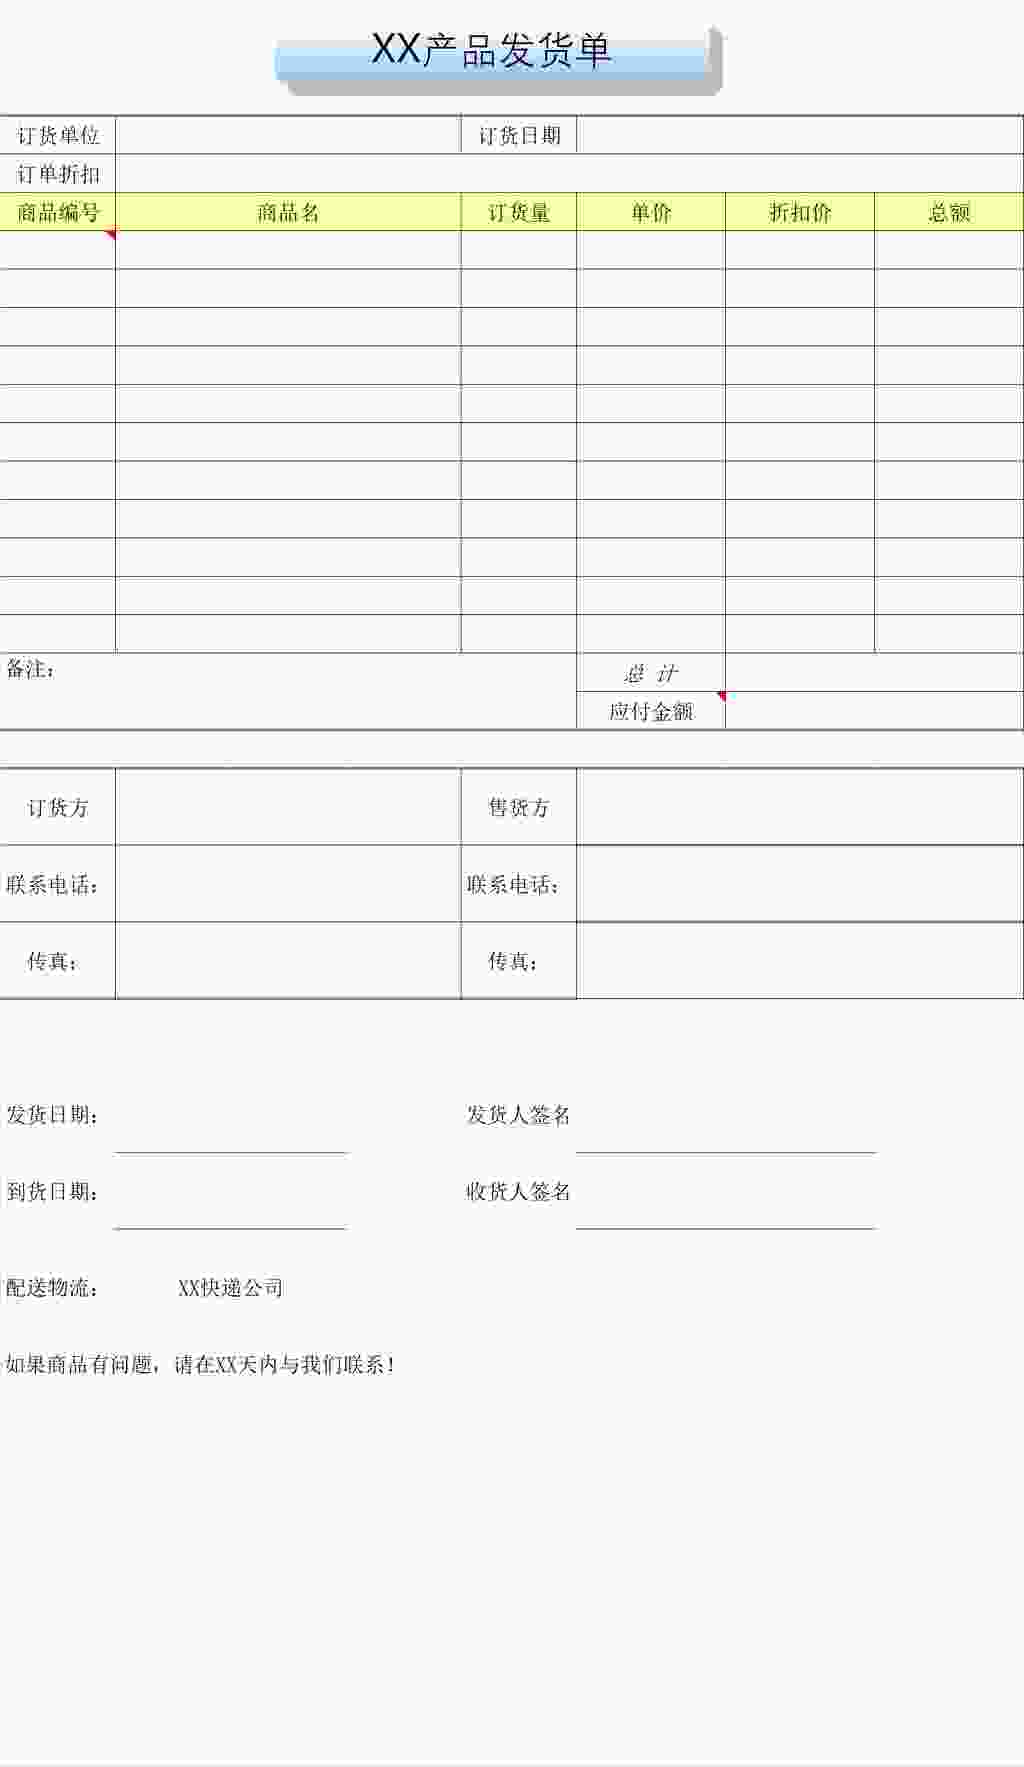 XX产品发货单
订货单位 订货日期
订单折扣
商品编号 商品名 订货量 单价 折扣价 总额
备注： 总 计
应付金额
订货方 售货方
联系电话： 联系电话：
传真： 传真：
发货日期： 发货人签名
到货日期： 收货人签名
配送物流： XX快递公司
如果商品有问题，请在XX天内与我们联系！